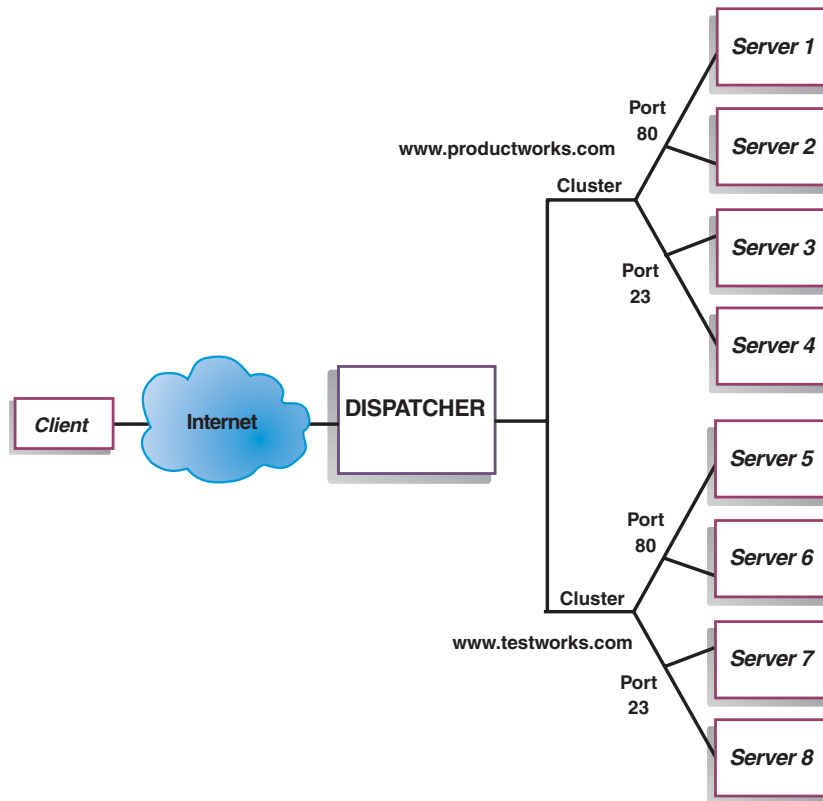 Server 1
Port
80
Server 2
www.productworks.com
Cluster
Server 3
Port
23
Server 4
Client
Internet
DISPATCHER
Server 5
Port
80
Server 6
Cluster
www.testworks.com
Server 7
Port
23
Server 8